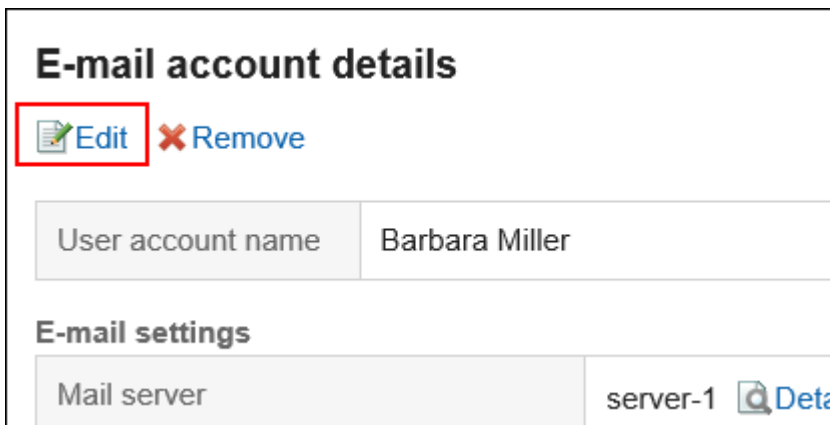 E-mail account details
Edit Remove
User account name Barbara Miller
E-mail settings
Mail server server-1